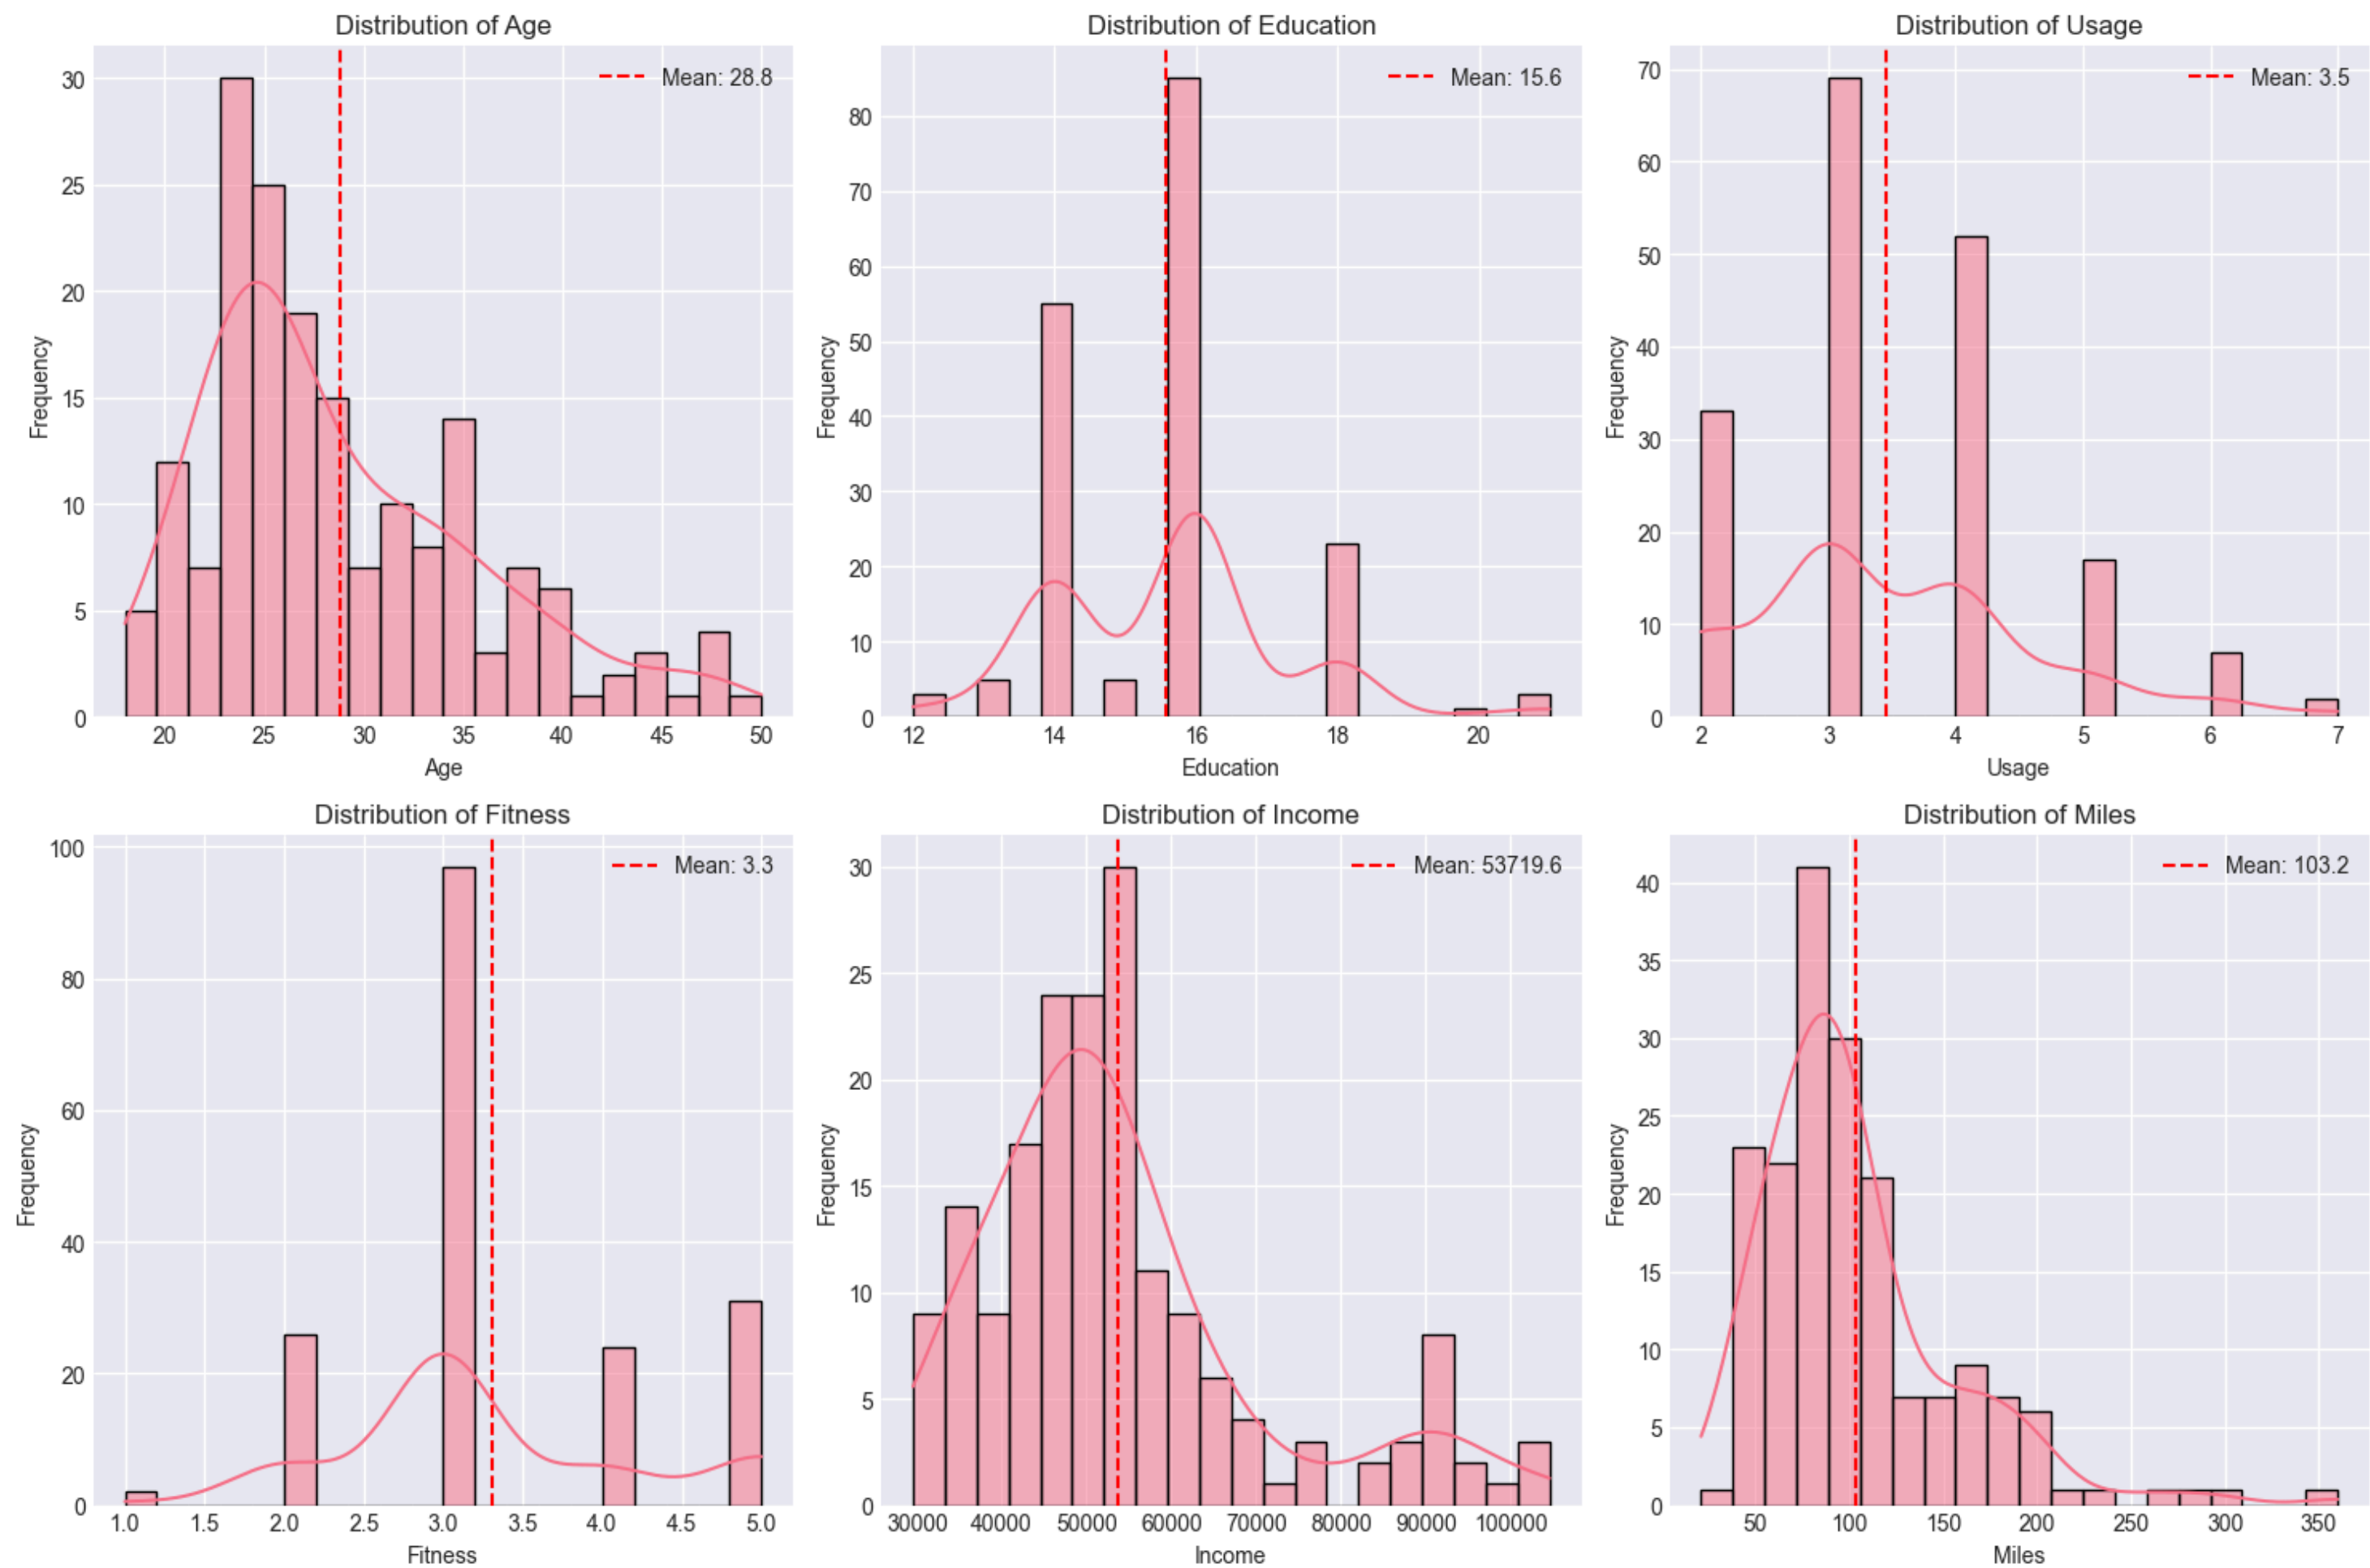 Distribution of Age
Mean: 28.8
Frequency
30
25
20
15
10
5
0
20 25 30 35 40 45 50
Age
Distribution of Education
Mean: 15.6
Frequency
80
70
60
50
40
30
20
10
0
12 14 16 18 20
Education
Distribution of Usage
Mean: 3.5
Frequency
70
60
50
40
30
20
10
0
2 3 4 5 6 7
Usage
Distribution of Fitness
Mean: 3.3
Frequency
100
80
60
40
20
0
1.0 1.5 2.0 2.5 3.0 3.5 4.0 4.5 5.0
Fitness
Distribution of Income
Mean: 53719.6
Frequency
30
25
20
15
10
5
0
30000 40000 50000 60000 70000 80000 90000 100000
Income
Distribution of Miles
Mean: 103.2
Frequency
40
35
30
25
20
15
10
5
0
50 100 150 200 250 300 350
Miles